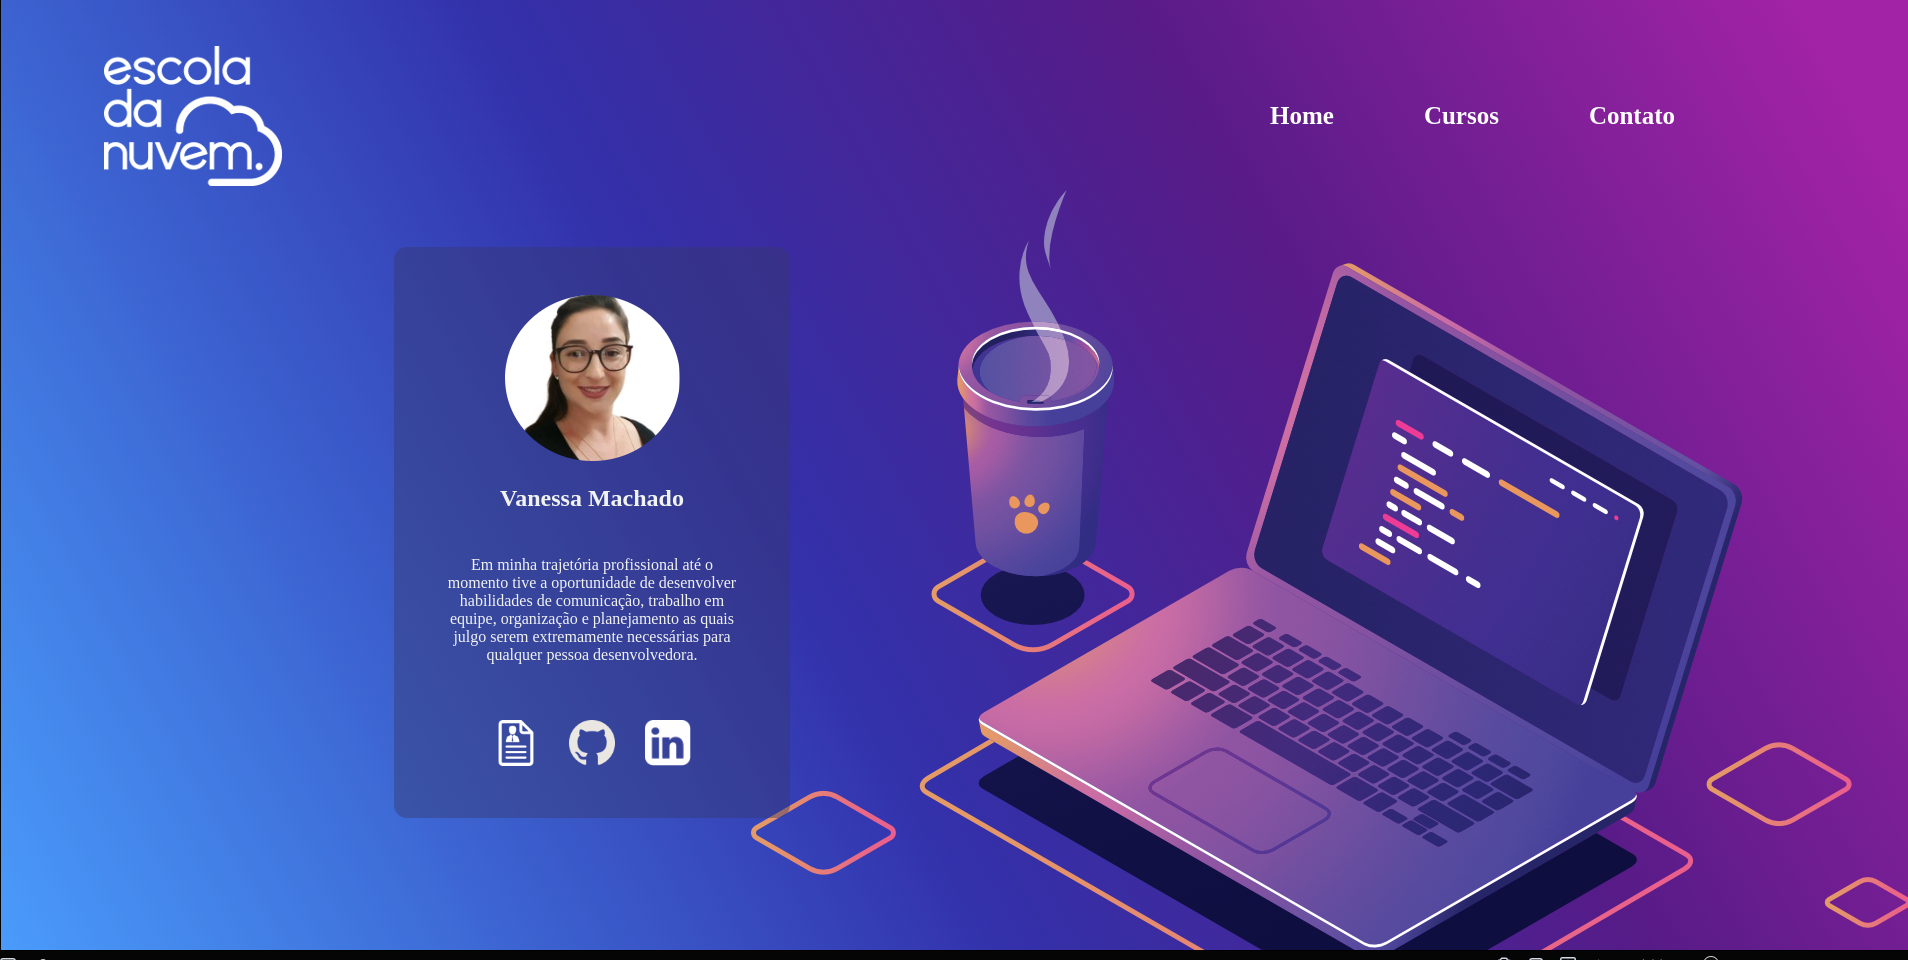 escola
da
nuvem.
Home
Cursos
Contato
Vanessa Machado
Em minha trajetória profissional até o
momento tive a oportunidade de desenvolver
habilidades de comunicação, trabalho em
equipe, organização e planejamento as quais
julgo serem extremamente necessárias para
qualquer pessoa desenvolvedora.
in